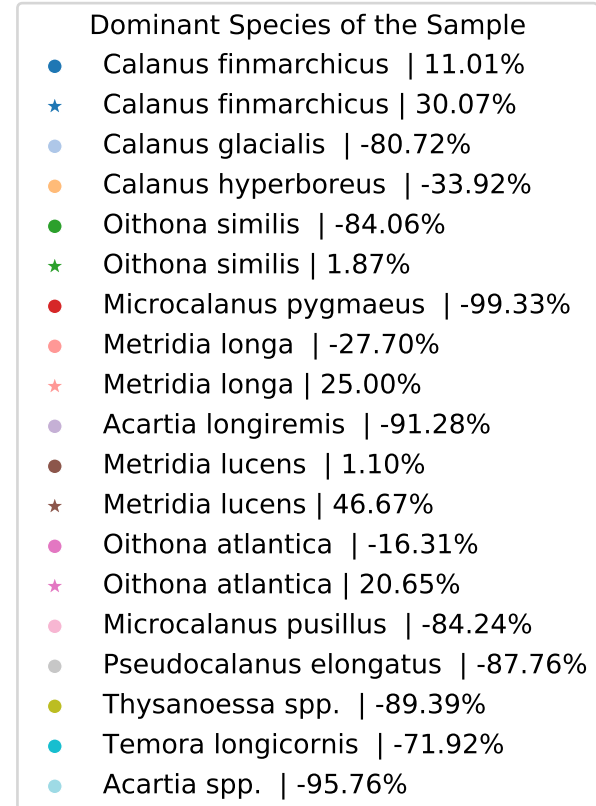 Dominant Species of the Sample
Calanus finmarchicus | 11.01%
Calanus finmarchicus | 30.07%
Calanus glacialis | -80.72%
Calanus hyperboreus | -33.92%
Oithona similis | -84.06%
Oithona similis | 1.87%
Microcalanus pygmaeus | -99.33%
Metridia longa | -27.70%
Metridia longa | 25.00%
Acartia longiremis | -91.28%
Metridia lucens | 1.10%
Metridia lucens | 46.67%
Oithona atlantica | -16.31%
Oithona atlantica | 20.65%
Microcalanus pusillus | -84.24%
Pseudocalanus elongatus | -87.76%
Thysanoessa spp. | -89.39%
Temora longicornis | -71.92%
Acartia spp. | -95.76%